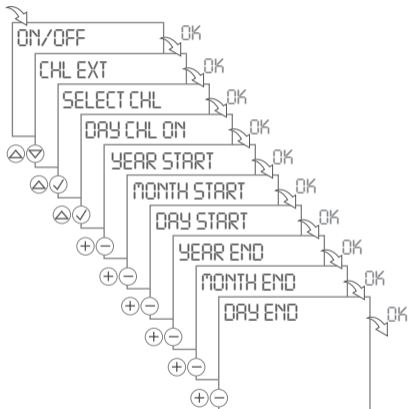 ON/OFF
OK
CHL EXT
OK
SELECT CHL
OK
DAY CHL ON
OK
YEAR START
OK
MONTH START
OK
DAY START
OK
YEAR END
OK
MONTH END
OK
DAY END
OK